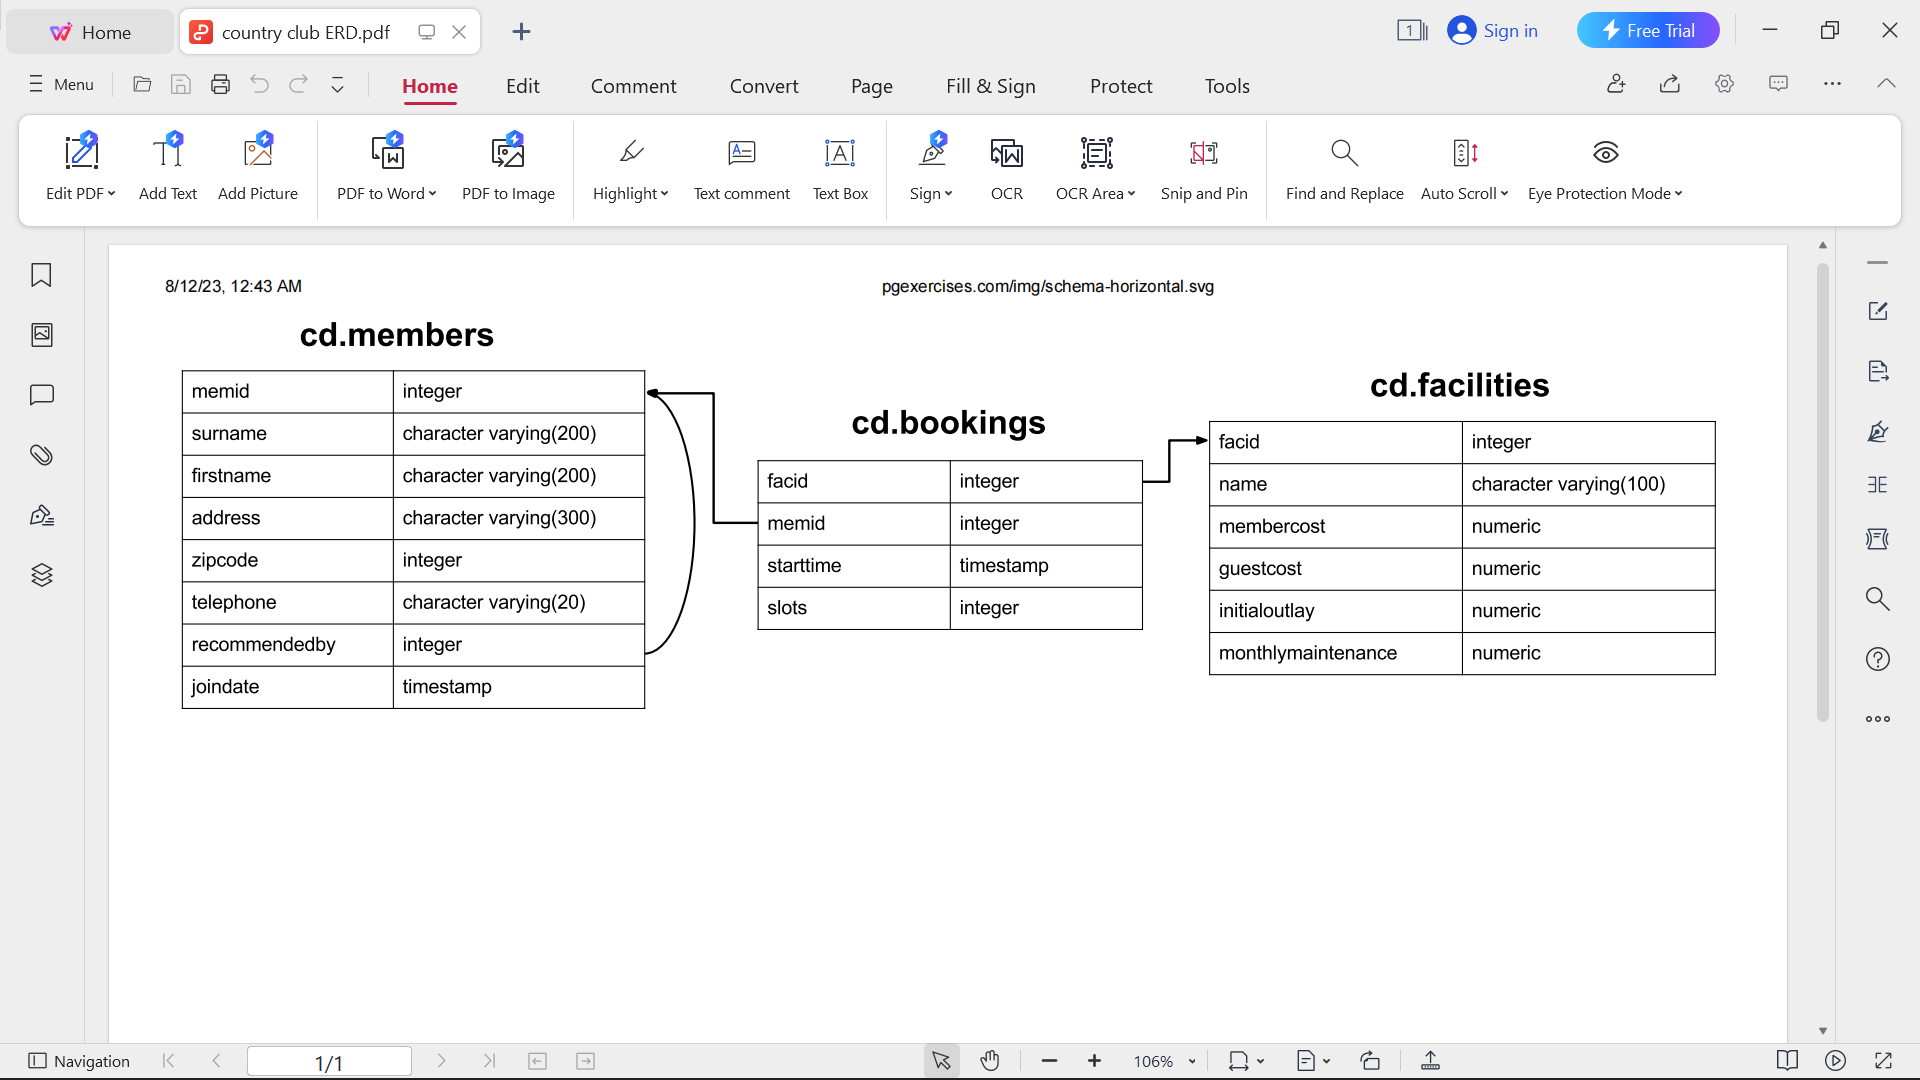 Home
country club ERD.pdf
1
Sign in
Free Trial
Menu
Home Edit Comment Convert Page Fill & Sign Protect Tools
Edit PDF Add Text Add Picture PDF to Word PDF to Image Highlight Text comment Text Box Sign OCR OCR Area Snip and Pin Find and Replace Auto Scroll Eye Protection Mode
8/12/23, 12:43 AM
pgexercises.com/img/schema-horizontal.svg
cd.members
memid integer
surname character varying(200)
firstname character varying(200)
address character varying(300)
zipcode integer
telephone character varying(20)
recommendedby integer
joindate timestamp
cd.bookings
facid integer
memid integer
starttime timestamp
slots integer
cd.facilities
facid integer
name character varying(100)
membercost numeric
guestcost numeric
initialoutlay numeric
monthlymaintenance numeric
Navigation
1/1
106%